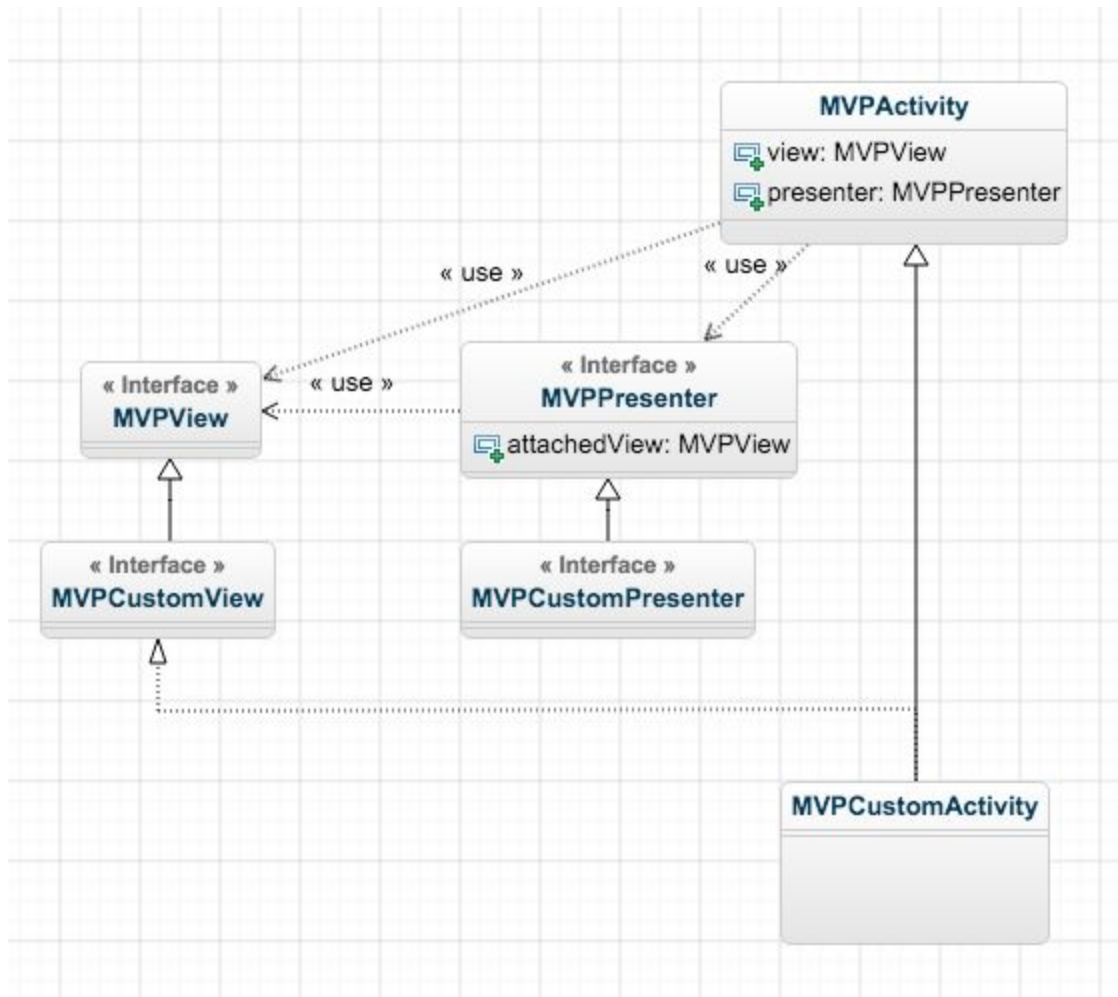 MVPActivity
view: MVPView
presenter: MVPPresenter
« use »
« use »
« Interface »
MVPView
« use »
« Interface »
MVPPresenter
attachedView: MVPView
« Interface »
MVPCustomView
« Interface »
MVPCustomPresenter
MVPCustomActivity